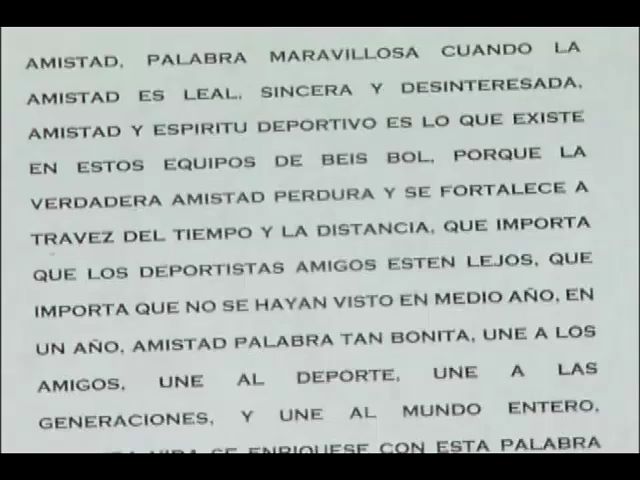 AMISTAD, PALABRA MARAVILLOSA CUANDO LA
AMISTAD ES LEAL, SINCERA Y DESINTERESADA,
AMISTAD Y ESPIRITU DEPORTIVO ES LO QUE EXISTE
EN ESTOS EQUIPOS DE BEIS BOL, PORQUE LA
VERDADERA AMISTAD PERDURA Y SE FORTALECE A
TRAVEZ DEL TIEMPO Y LA DISTANCIA, QUE IMPORTA
QUE LOS DEPORTISTAS AMIGOS ESTEN LEJOS, QUE
IMPORTA QUE NO SE HAYAN VISTO EN MEDIO AÑO, EN
UN AÑO, AMISTAD PALABRA TAN BONITA, UNE A LOS
AMIGOS, UNE AL DEPORTE, UNE A LAS
GENERACIONES, Y UNE AL MUNDO ENTERO,
VIDA SE ENRIQUESE CON ESTA PALABRA